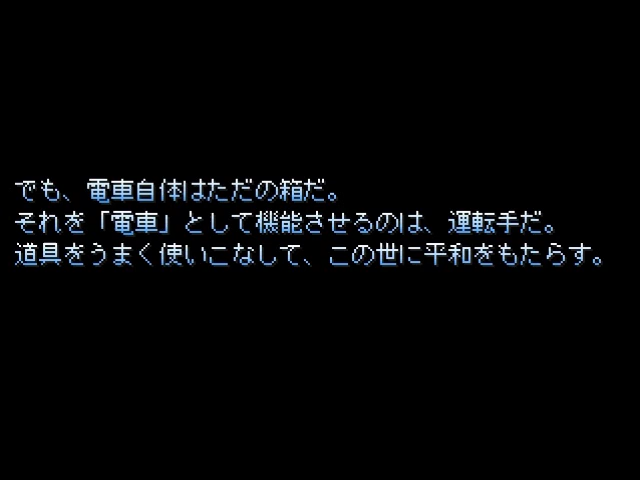 でも、電車自体はただの箱だ。
それを「電車」として機能させるのは、運転手だ。
道具をうまく使いこなして、この世に平和をもたらす。